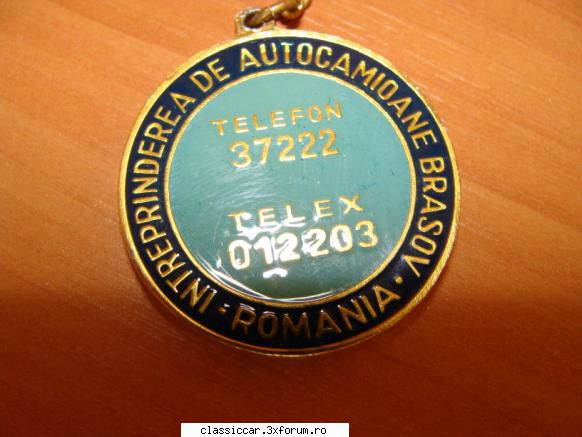 INTREPRINDEREA DE AUTOCAMIOANE BRASOV · ROMANIA ·
TELEFON
37222
TELEX
012203
classiccar.3xforum.ro